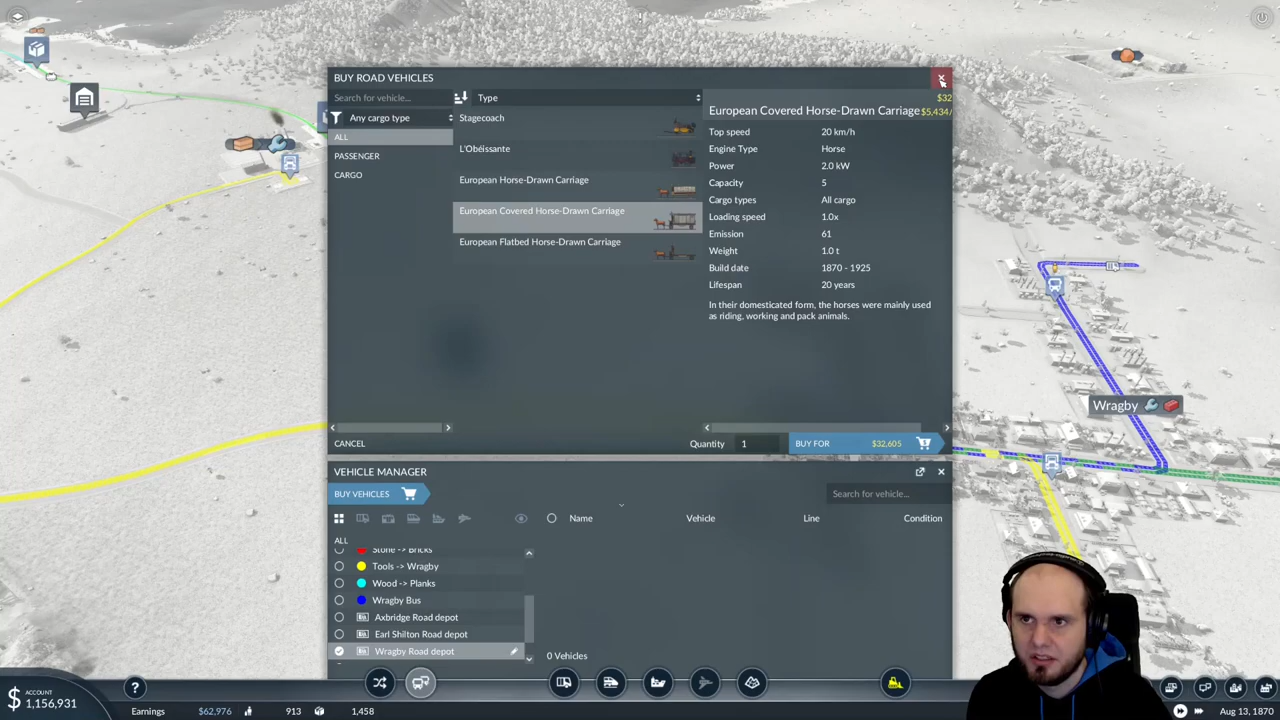 BUY ROAD VEHICLES
Search for vehicle...
Type
Any cargo type
ALL
PASSENGER
CARGO
Stagecoach
L'Obéissante
European Horse-Drawn Carriage
European Covered Horse-Drawn Carriage
European Flatbed Horse-Drawn Carriage
$32
European Covered Horse-Drawn Carriage $5,434/
Top speed 20 km/h
Engine Type Horse
Power 2.0 kW
Capacity 5
Cargo types All cargo
Loading speed 1.0x
Emission 61
Weight 1.0 t
Build date 1870 - 1925
Lifespan 20 years
In their domesticated form, the horses were mainly used
as riding, working and pack animals.
CANCEL
Quantity 1
BUY FOR $32,605
Wragby
VEHICLE MANAGER
BUY VEHICLES
Search for vehicle...
Name Vehicle Line Condition
ALL
Stone -> Bricks
Tools -> Wragby
Wood -> Planks
Wragby Bus
Axbridge Road depot
Earl Shilton Road depot
Wragby Road depot
0 Vehicles
$ ACCOUNT
1,156,931
?
Earnings $62,976 913 1,458
Aug 13, 1870